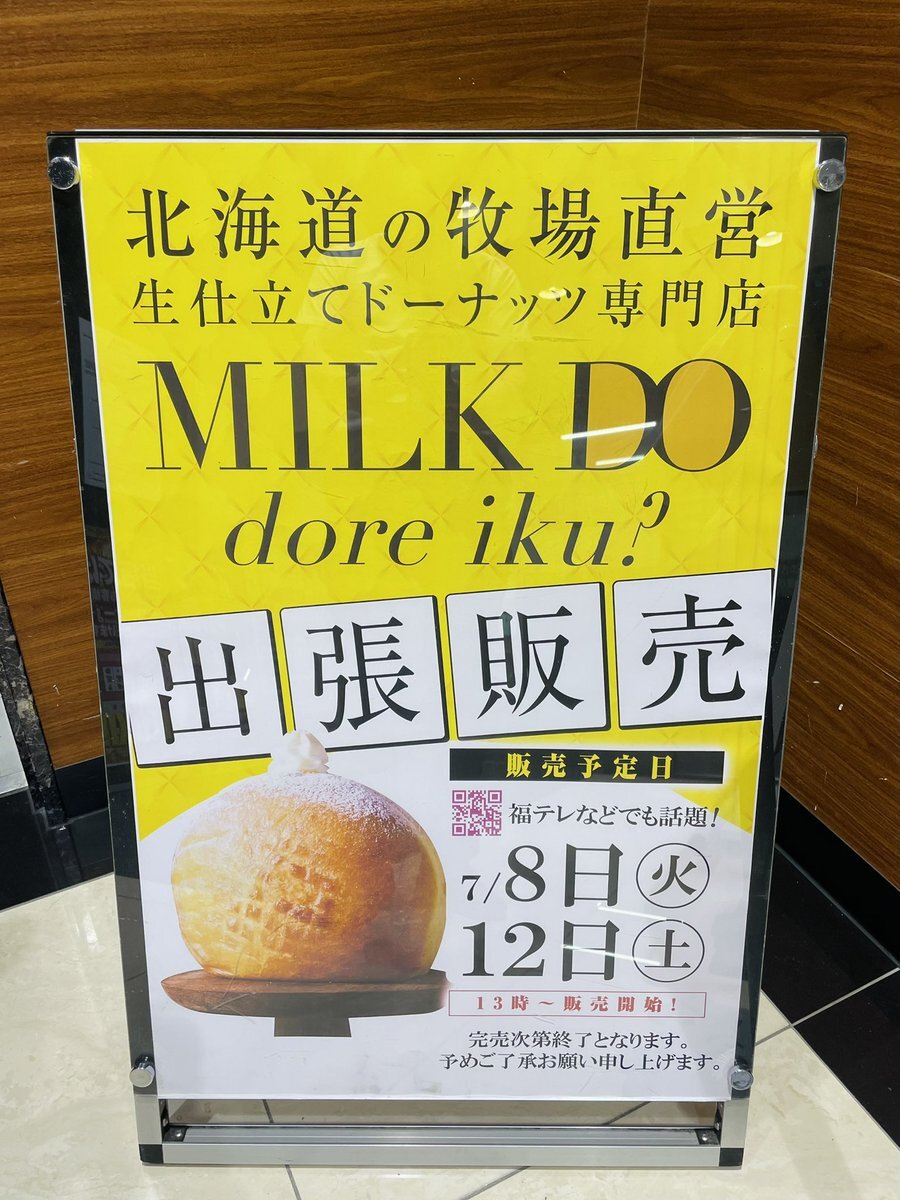 北海道の牧場直営
生仕立てドーナッツ専門店
MILK DO
dore iku?
出張販売
販売予定日
福テレなどでも話題!
7/8日㊋
12日㊏
13時～販売開始!
完売次第終了となります。
予めご了承お願い申し上げます。